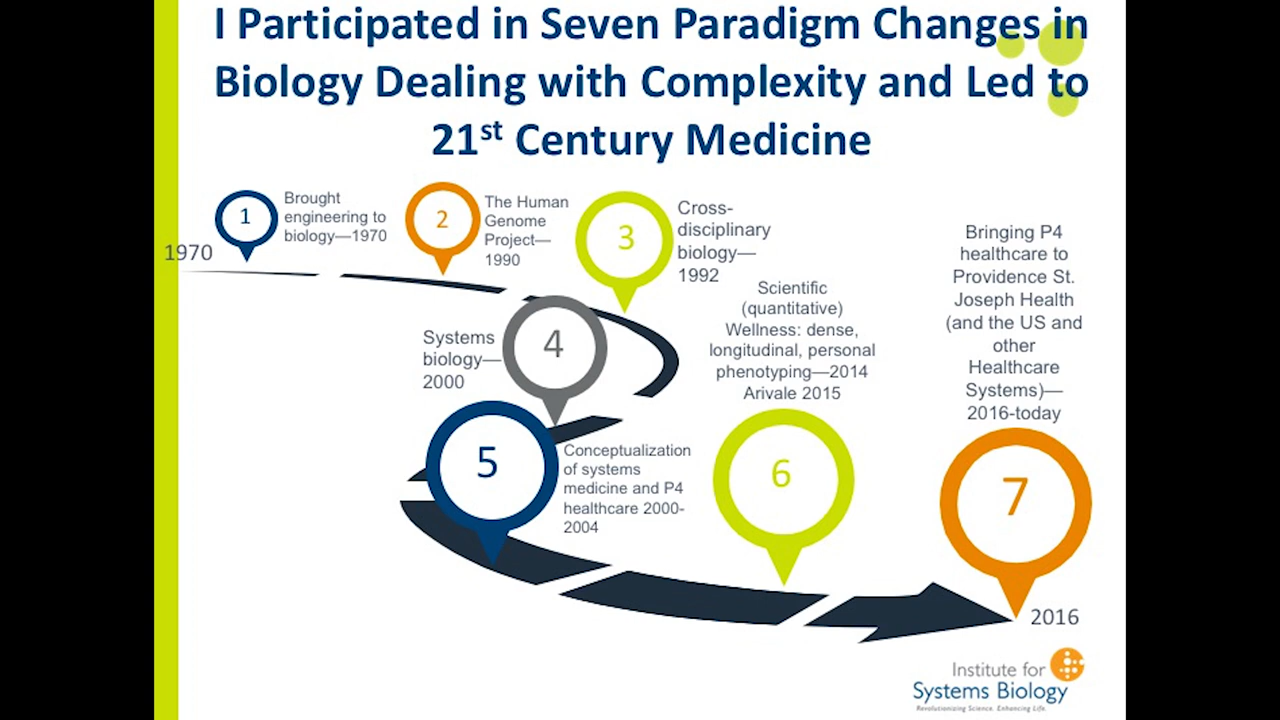 I Participated in Seven Paradigm Changes in
Biology Dealing with Complexity and Led to
21st Century Medicine
1970
1
Brought
engineering to
biology—1970
2
The Human
Genome
Project—
1990
3
Cross-
disciplinary
biology—
1992
4
Systems
biology—
2000
5
Conceptualization
of systems
medicine and P4
healthcare 2000-
2004
Scientific
(quantitative)
Wellness: dense,
longitudinal, personal
phenotyping—2014
Arivale 2015
6
Bringing P4
healthcare to
Providence St.
Joseph Health
(and the US and
other
Healthcare
Systems)—
2016-today
7
2016
Institute for
Systems Biology
Revolutionizing Science. Enhancing Life.